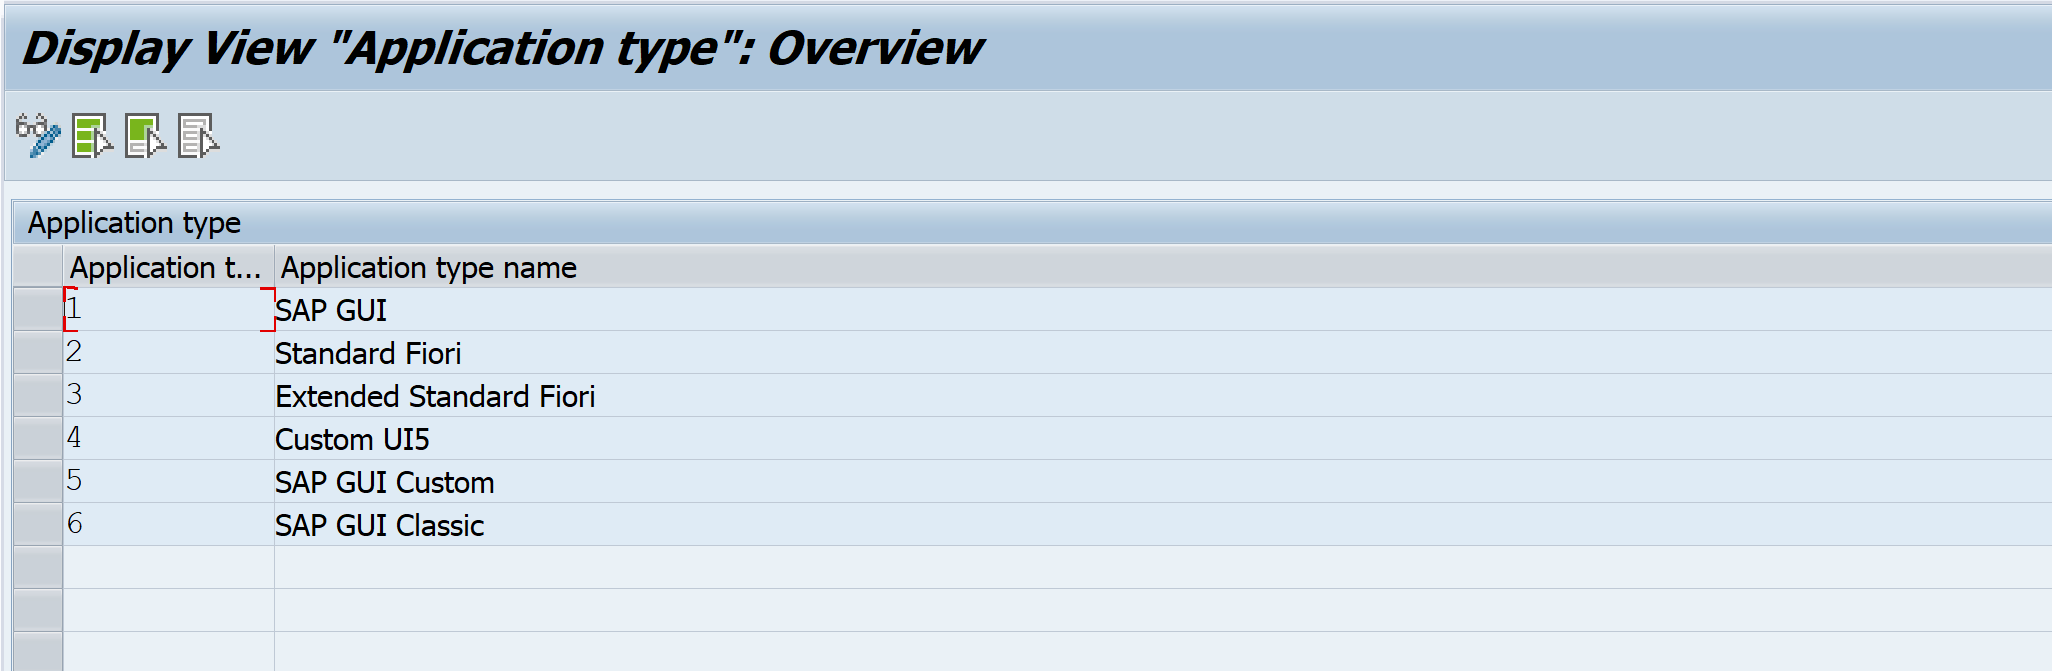 Display View "Application type": Overview
Application type
Application t... Application type name
1 SAP GUI
2 Standard Fiori
3 Extended Standard Fiori
4 Custom UI5
5 SAP GUI Custom
6 SAP GUI Classic